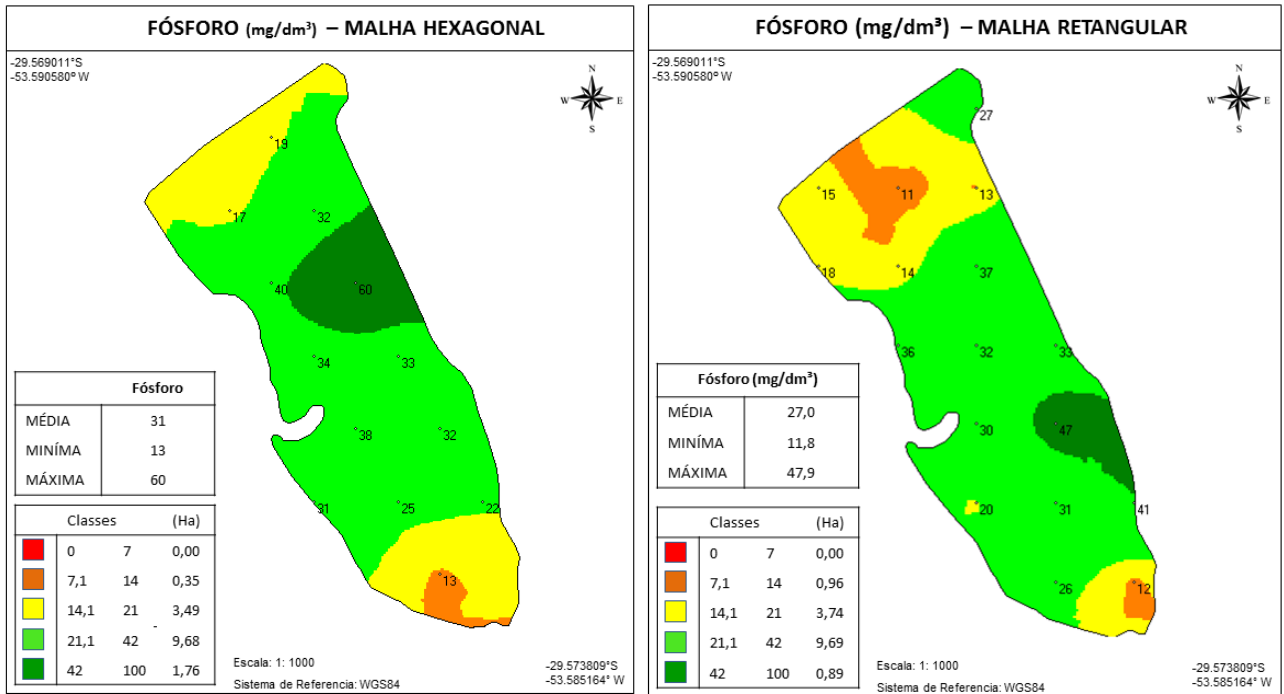 FÓSFORO (mg/dm³) – MALHA HEXAGONAL
-29.569011°S
-53.590580º W
N
W E
S
19
17
32
40
60
34
33
38
32
31
25
22
13
Fósforo
MÉDIA 31
MINÍMA 13
MÁXIMA 60
Classes (Ha)
0 7 0,00
7,1 14 0,35
14,1 21 3,49
21,1 42 - 9,68
42 100 1,76
Escala: 1: 1000
Sistema de Referencia: WGS84
-29.573809°S
-53.585164° W
FÓSFORO (mg/dm³) – MALHA RETANGULAR
-29.569011°S
-53.590580º W
N
W E
S
27
15
11
13
18
14
37
36
32
33
30
47
20
31
41
26
12
Fósforo (mg/dm³)
MÉDIA 27,0
MINÍMA 11,8
MÁXIMA 47,9
Classes (Ha)
0 7 0,00
7,1 14 0,96
14,1 21 3,74
21,1 42 9,69
42 100 0,89
Escala: 1: 1000
Sistema de Referencia: WGS84
-29.573809°S
-53.585164° W